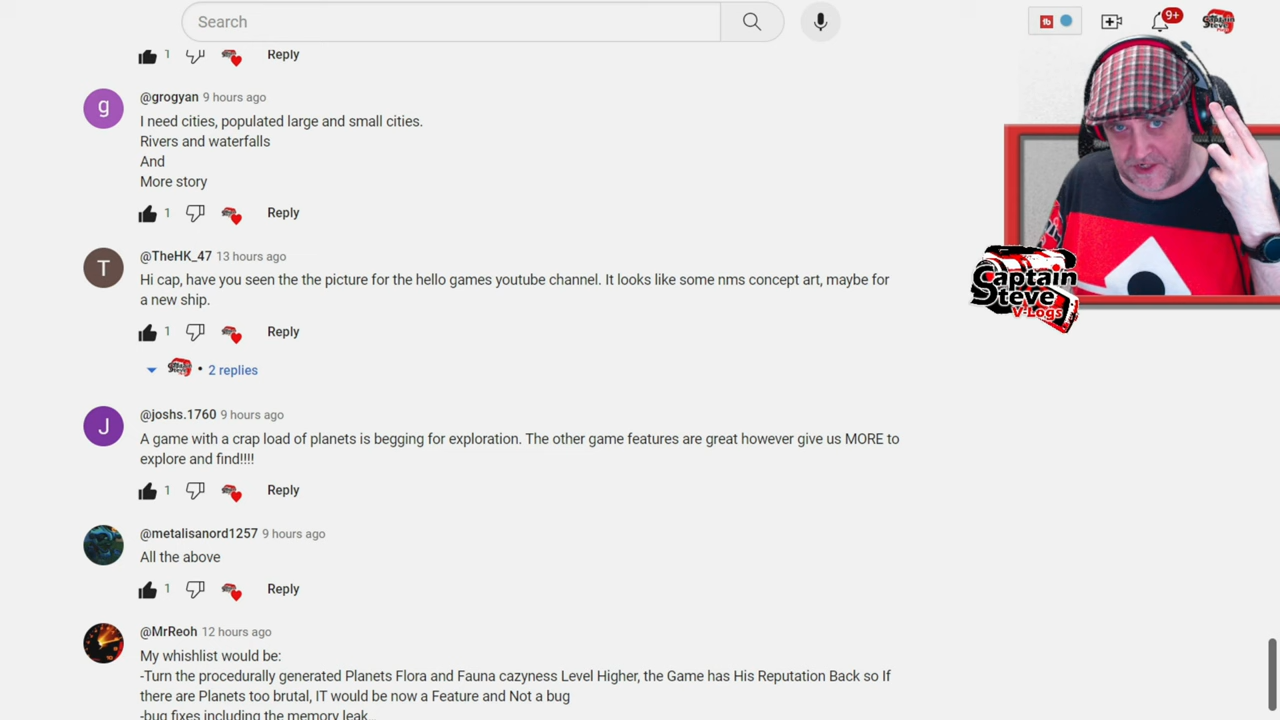 Search
9+
1 Reply
@grogyan 9 hours ago
I need cities, populated large and small cities.
Rivers and waterfalls
And
More story
1 Reply
@TheHK_47 13 hours ago
Hi cap, have you seen the the picture for the hello games youtube channel. It looks like some nms concept art, maybe for
a new ship.
1 Reply
• 2 replies
@joshs.1760 9 hours ago
A game with a crap load of planets is begging for exploration. The other game features are great however give us MORE to
explore and find!!!!
1 Reply
@metalisanord1257 9 hours ago
All the above
1 Reply
@MrReoh 12 hours ago
My whishlist would be:
-Turn the procedurally generated Planets Flora and Fauna cazyness Level Higher, the Game has His Reputation Back so If
there are Planets too brutal, IT would be now a Feature and Not a bug
-bug fixes including the memory leak..
g
T
J
tb
Captain
Steve
V-Logs